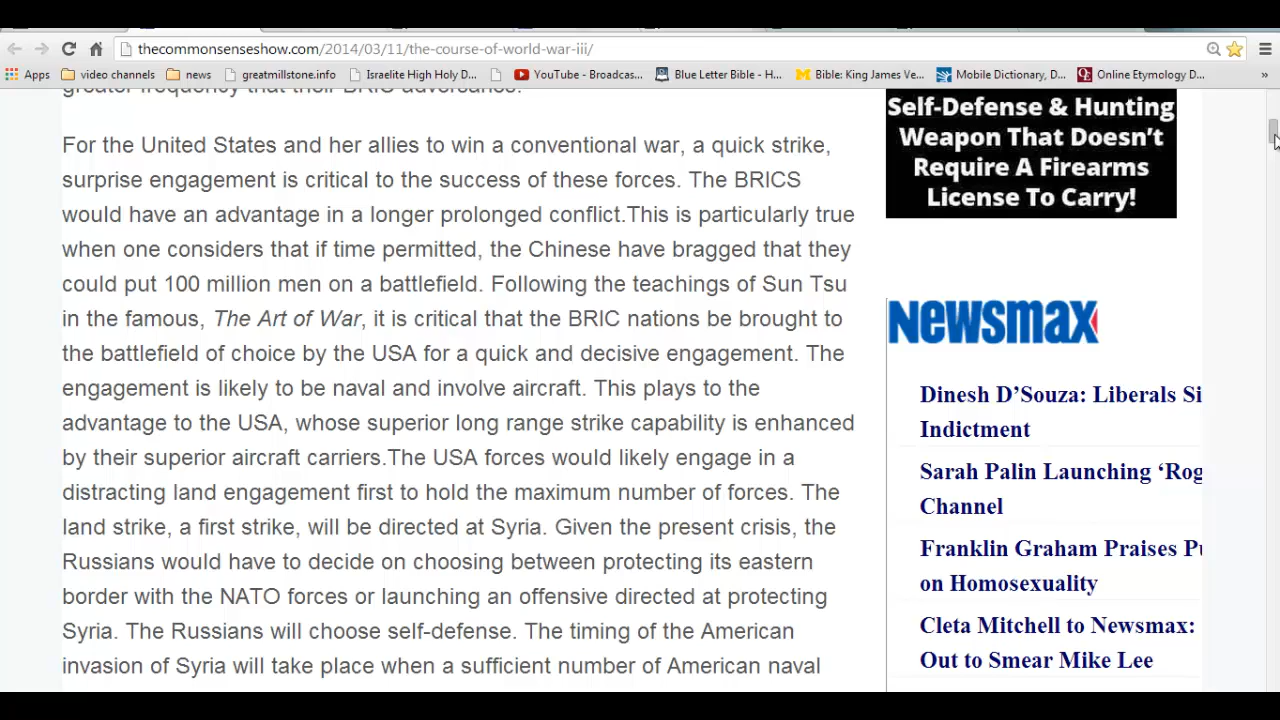 thecommonsenseshow.com/2014/03/11/the-course-of-world-war-iii/
Apps
video channels
news
greatmillstone.info
Israelite High Holy D...
YouTube - Broadcas...
Blue Letter Bible - H...
Bible: King James Ve...
Mobile Dictionary, D...
Online Etymology D...
»
greater frequency that their BRIC adversaries.
For the United States and her allies to win a conventional war, a quick strike,
surprise engagement is critical to the success of these forces. The BRICS
would have an advantage in a longer prolonged conflict.This is particularly true
when one considers that if time permitted, the Chinese have bragged that they
could put 100 million men on a battlefield. Following the teachings of Sun Tsu
in the famous, The Art of War, it is critical that the BRIC nations be brought to
the battlefield of choice by the USA for a quick and decisive engagement. The
engagement is likely to be naval and involve aircraft. This plays to the
advantage to the USA, whose superior long range strike capability is enhanced
by their superior aircraft carriers.The USA forces would likely engage in a
distracting land engagement first to hold the maximum number of forces. The
land strike, a first strike, will be directed at Syria. Given the present crisis, the
Russians would have to decide on choosing between protecting its eastern
border with the NATO forces or launching an offensive directed at protecting
Syria. The Russians will choose self-defense. The timing of the American
invasion of Syria will take place when a sufficient number of American naval
Self-Defense & Hunting
Weapon That Doesn't
Require A Firearms
License To Carry!
Newsmax
Dinesh D'Souza: Liberals Si
Indictment
Sarah Palin Launching 'Rog
Channel
Franklin Graham Praises Pu
on Homosexuality
Cleta Mitchell to Newsmax:
Out to Smear Mike Lee